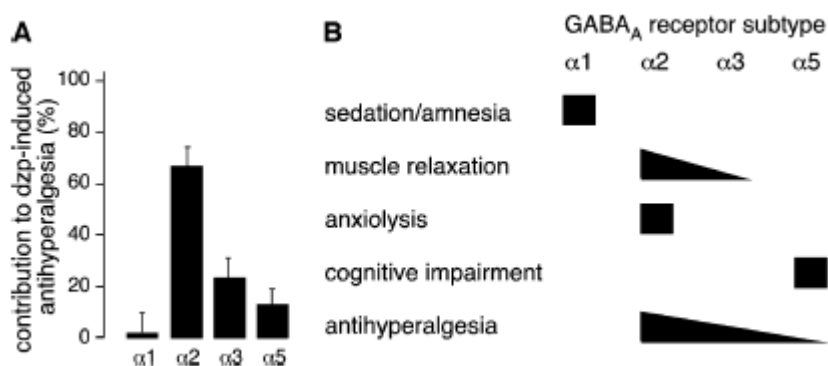 A
contribution to dzp-induced
antihyperalgesia (%)
100
80
60
40
20
0
α1 α2 α3 α5
B
GABA_A receptor subtype
α1 α2 α3 α5
sedation/amnesia
muscle relaxation
anxiolysis
cognitive impairment
antihyperalgesia